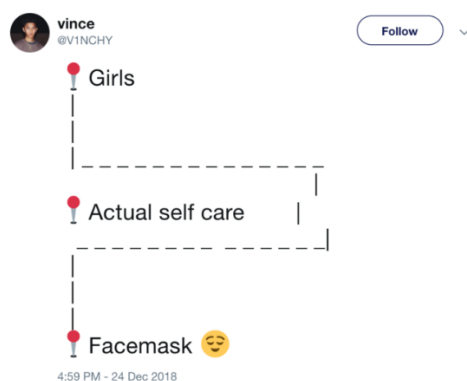 vince
@V1NCHY
Follow
📍 Girls
|
|
|
| _ _ _ _ _ _ _ _ _ _ _ _ _ _ _ _
|
📍 Actual self care |
_ _ _ _ _ _ _ _ _ _ _ _ _ _ _ _|
|
|
|
📍 Facemask 😌
4:59 PM - 24 Dec 2018